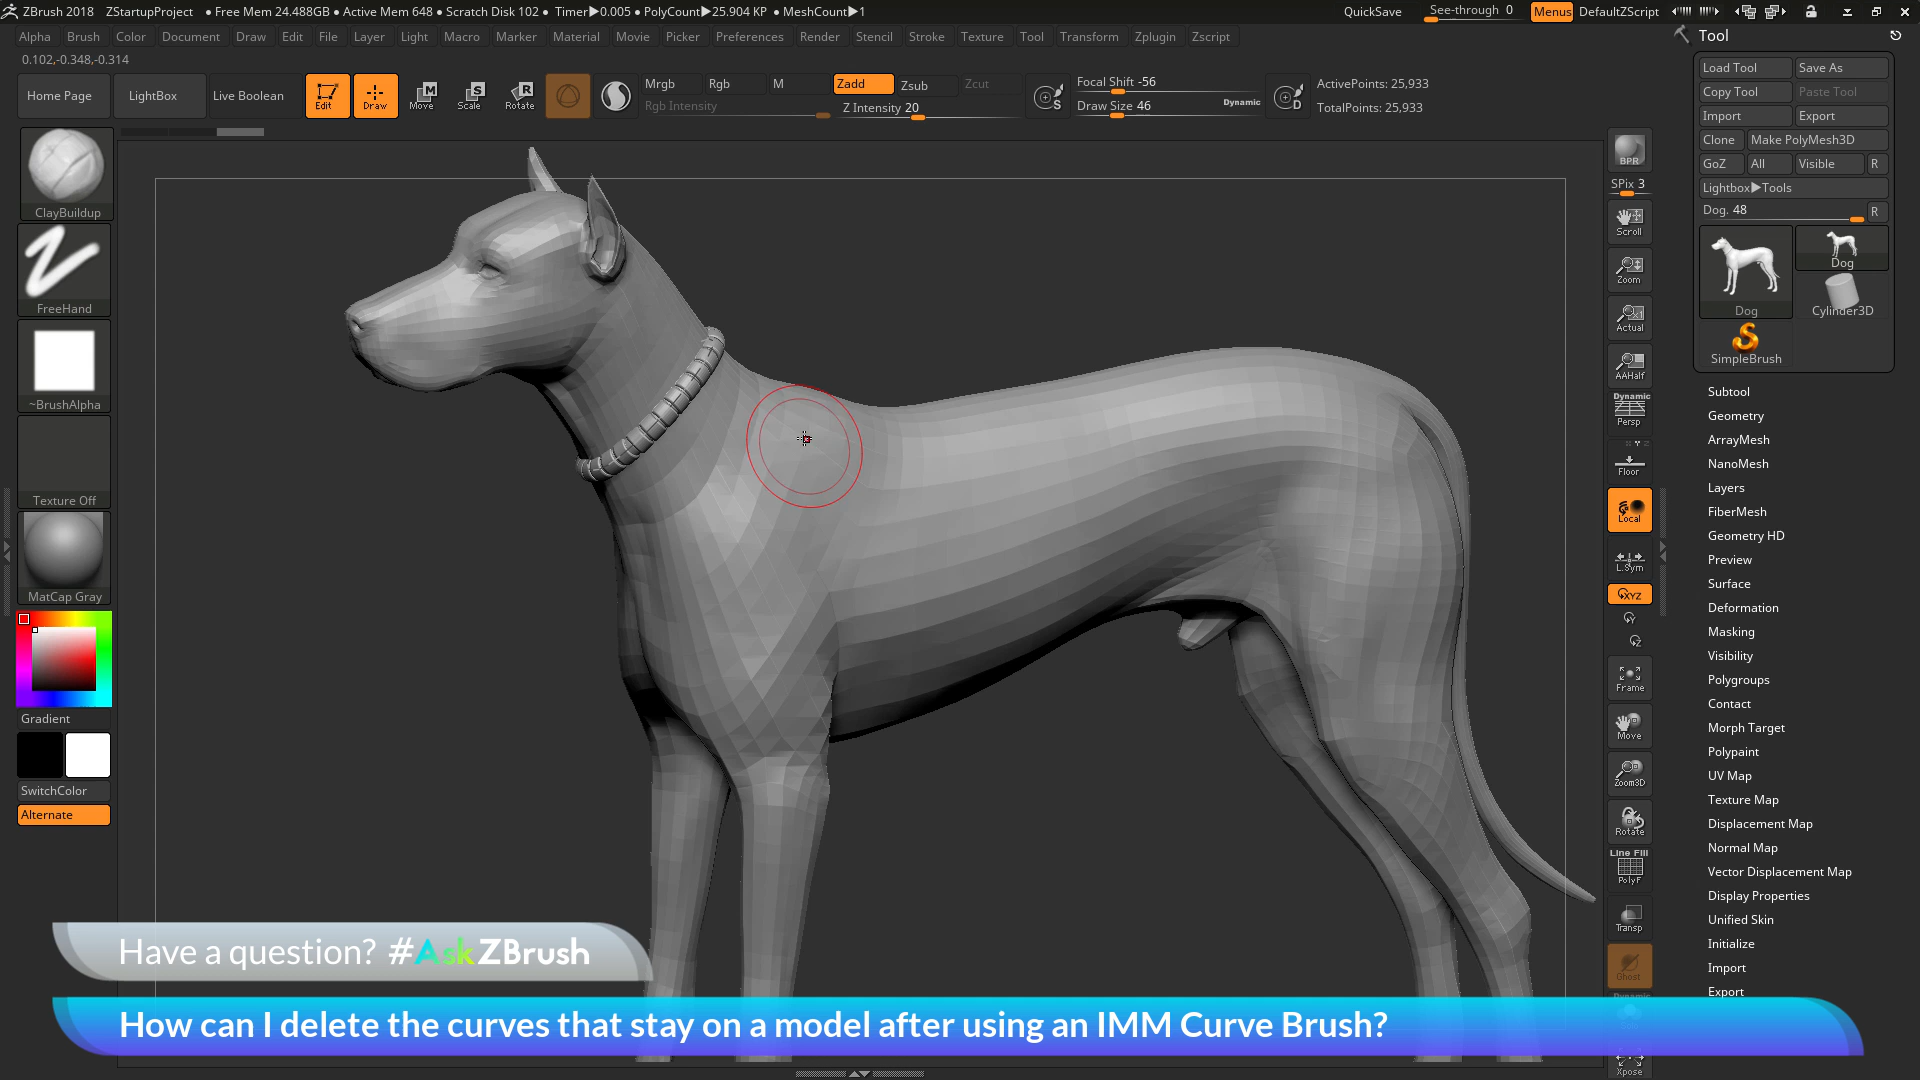 ZBrush 2018 ZStartupProject • Free Mem 24.488GB • Active Mem 648 • Scratch Disk 102 • Timer▶0.005 • PolyCount▶25.904 KP • MeshCount▶1 QuickSave See-through 0 Menus DefaultZScript
Alpha Brush Color Document Draw Edit File Layer Light Macro Marker Material Movie Picker Preferences Render Stencil Stroke Texture Tool Transform Zplugin Zscript
0.102,-0.348,-0.314
Home Page LightBox Live Boolean Edit Draw Move Scale Rotate
Mrgb Rgb M Zadd Zsub Zcut
Rgb Intensity Z Intensity 20
Focal Shift -56
Draw Size 46 Dynamic
ActivePoints: 25,933
TotalPoints: 25,933
ClayBuildup
FreeHand
~BrushAlpha
Texture Off
MatCap Gray
Gradient
SwitchColor
Alternate
BPR
SPix 3
Scroll
Zoom
Actual
AAHalf
Dynamic
Persp
Floor
Local
L.Sym
XYZ
Y
Z
Frame
Move
Zoom3D
Rotate
Line Fill
PolyF
Transp
Ghost
Dynamic
Xpose
Tool
Load Tool Save As
Copy Tool Paste Tool
Import Export
Clone Make PolyMesh3D
GoZ All Visible R
Lightbox▶Tools
Dog. 48 R
Dog
Dog
Cylinder3D
SimpleBrush
Subtool
Geometry
ArrayMesh
NanoMesh
Layers
FiberMesh
Geometry HD
Preview
Surface
Deformation
Masking
Visibility
Polygroups
Contact
Morph Target
Polypaint
UV Map
Texture Map
Displacement Map
Normal Map
Vector Displacement Map
Display Properties
Unified Skin
Initialize
Import
Export
Have a question? #AskZBrush
How can I delete the curves that stay on a model after using an IMM Curve Brush?